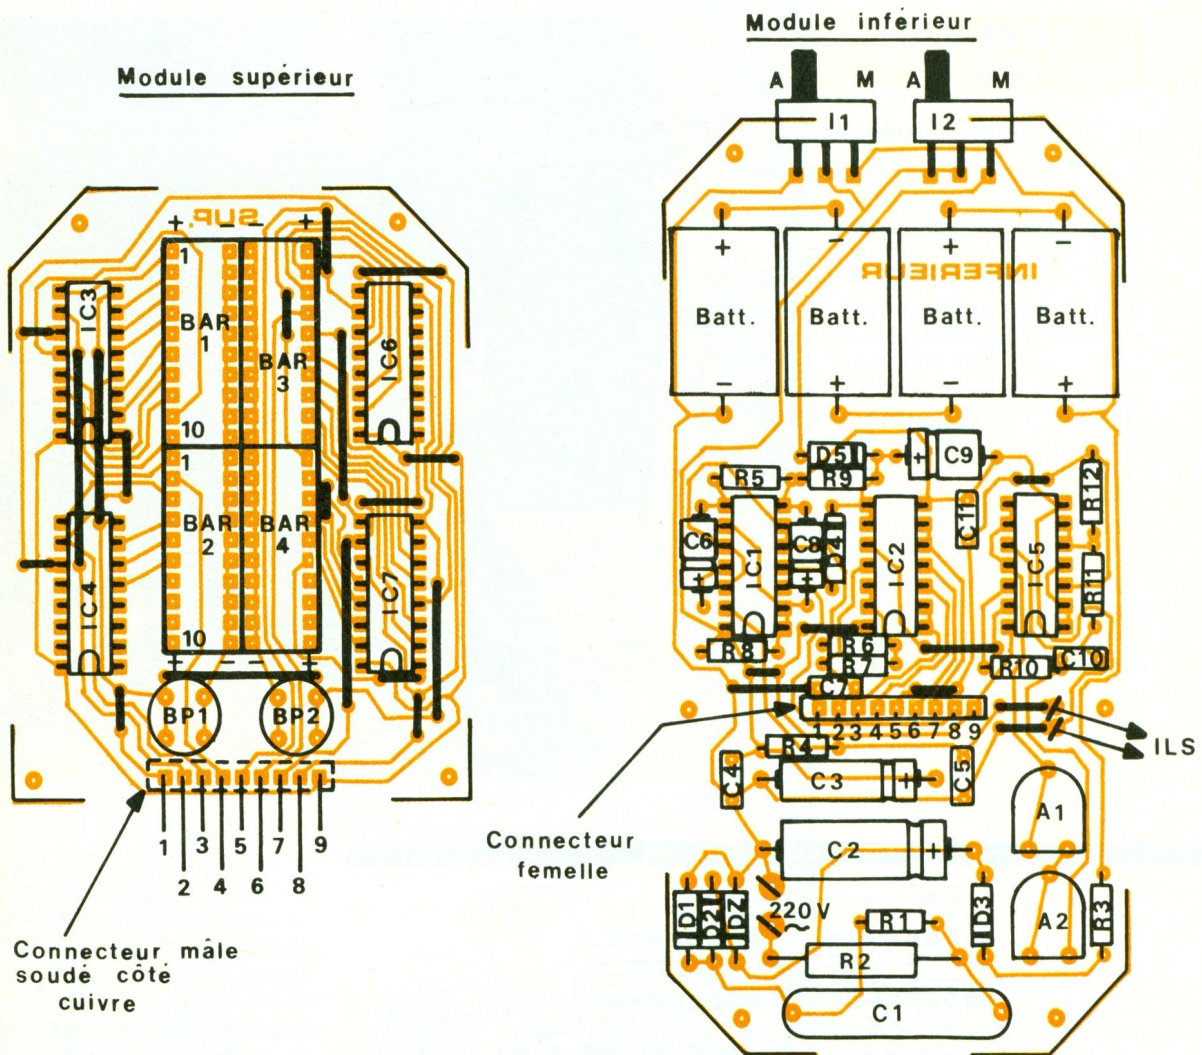 Module supérieur
SUP.
+ - - +
1
IC3
BAR
1
BAR
3
IC6
10
1
BAR
2
BAR
4
IC4
IC7
10
+ - - +
BP1
BP2
1 2 3 4 5 6 7 8 9
Connecteur mâle
soudé côté
cuivre
Module inférieur
A M A M
I1 I2
+ - + -
INFERIEUR
Batt. Batt. Batt. Batt.
- + - +
D5
+ C9
R5
R9
R12
C11
C6
+
IC1
C8
+
D4
IC2
IC5
R11
R8
R6
R7
R10
C10
C7
1 2 3 4 5 6 7 8 9
ILS
R4
C4
C3 +
C5
A1
Connecteur
femelle
C2 +
D1
D2
DZ
220 V
~
R1
D3
A2
R3
R2
C1